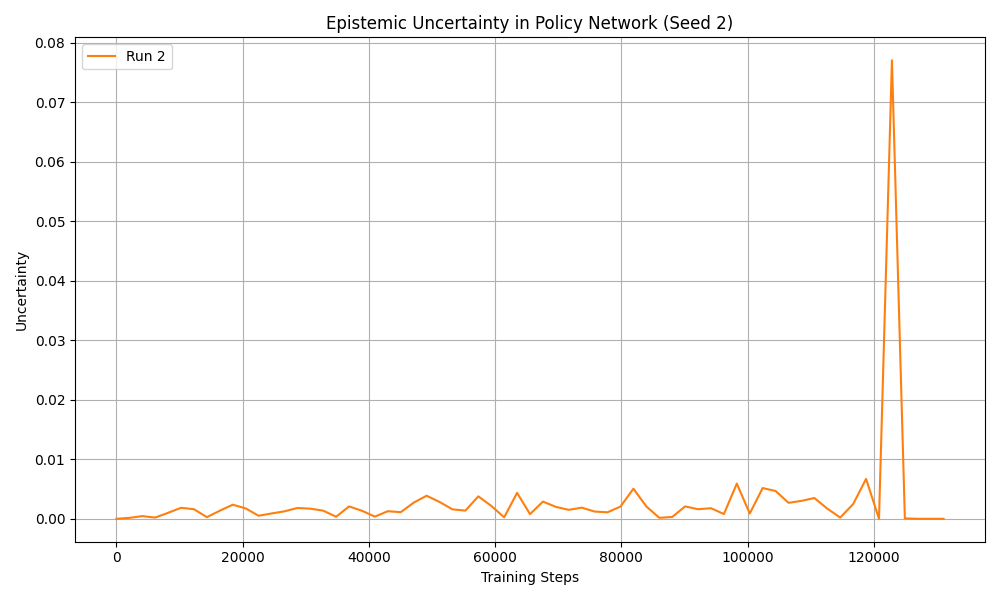 Epistemic Uncertainty in Policy Network (Seed 2)
Run 2
0.08
0.07
0.06
0.05
0.04
0.03
0.02
0.01
0.00
Uncertainty
0 20000 40000 60000 80000 100000 120000
Training Steps